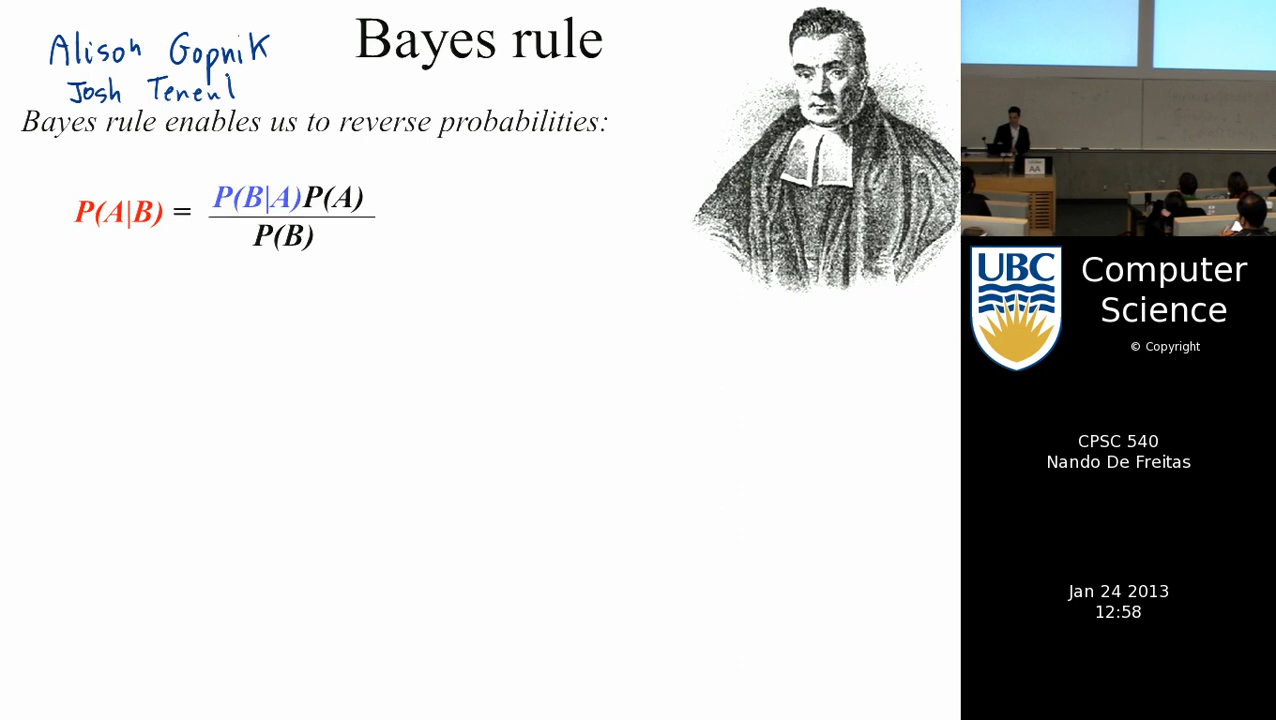 Alison Gopnik
Josh Tenenl
Bayes rule
Bayes rule enables us to reverse probabilities:
P(A|B) = P(B|A)P(A)
P(B)
UBC
Computer
Science
© Copyright
CPSC 540
Nando De Freitas
Jan 24 2013
12:58